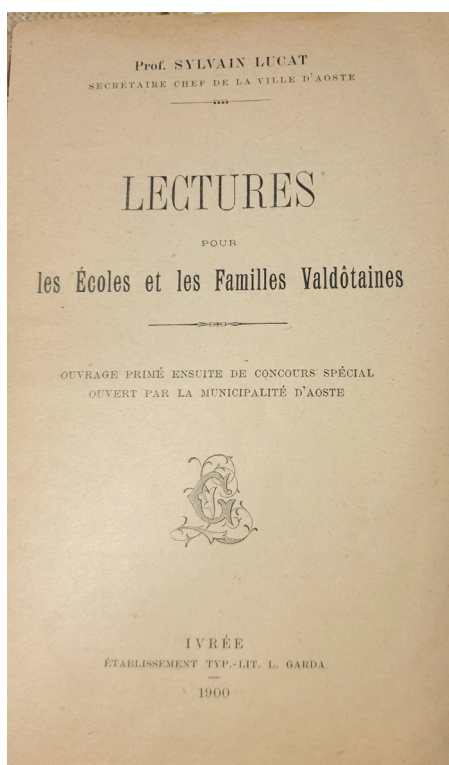 Prof. SYLVAIN LUCAT
SECRÉTAIRE CHEF DE LA VILLE D'AOSTE
LECTURES
POUR
les Écoles et les Familles Valdôtaines
OUVRAGE PRIMÉ ENSUITE DE CONCOURS SPÉCIAL
OUVERT PAR LA MUNICIPALITÉ D'AOSTE
IVRÉE
ÉTABLISSEMENT TYP.-LIT. L. GARDA
1900